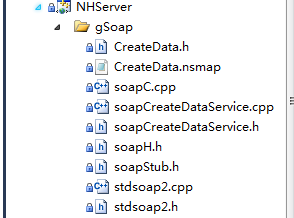 NHServer
gSoap
CreateData.h
CreateData.nsmap
soapC.cpp
soapCreateDataService.cpp
soapCreateDataService.h
soapH.h
soapStub.h
stdsoap2.cpp
stdsoap2.h